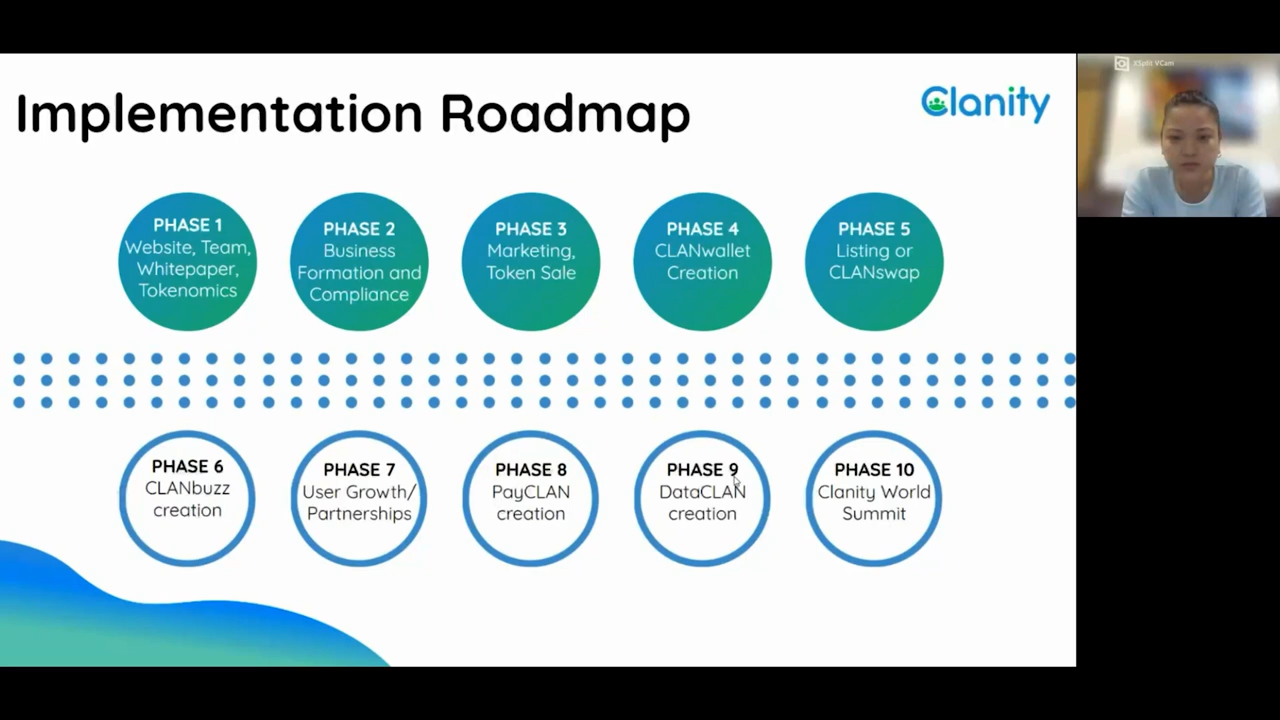 Implementation Roadmap
Clanity
XSplit VCam
PHASE 1
Website, Team,
Whitepaper,
Tokenomics
PHASE 2
Business
Formation and
Compliance
PHASE 3
Marketing,
Token Sale
PHASE 4
CLANwallet
Creation
PHASE 5
Listing or
CLANswap
PHASE 6
CLANbuzz
creation
PHASE 7
User Growth/
Partnerships
PHASE 8
PayCLAN
creation
PHASE 9
DataCLAN
creation
PHASE 10
Clanity World
Summit